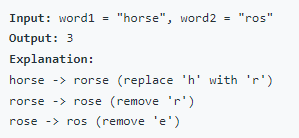 Input: word1 = "horse", word2 = "ros"
Output: 3
Explanation:
horse -> rorse (replace 'h' with 'r')
rorse -> rose (remove 'r')
rose -> ros (remove 'e')